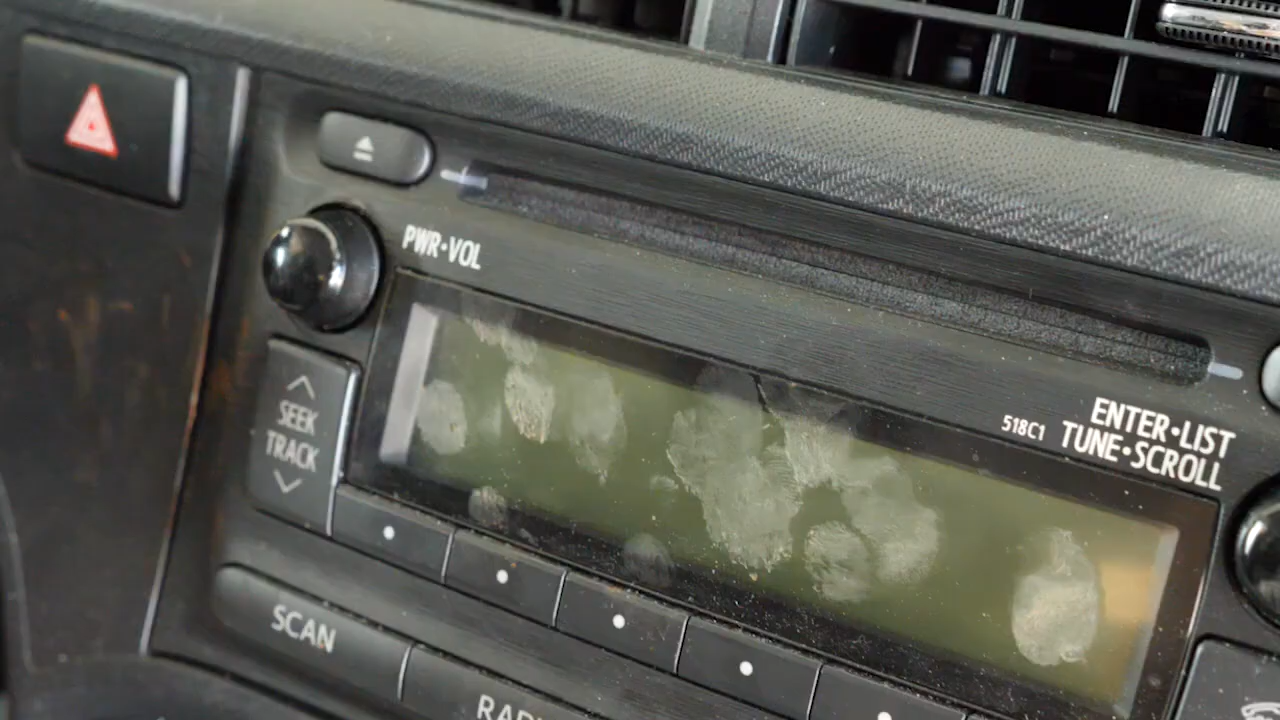 PWR•VOL
ENTER•LIST
518C1 TUNE•SCROLL
SEEK
TRACK
SCAN